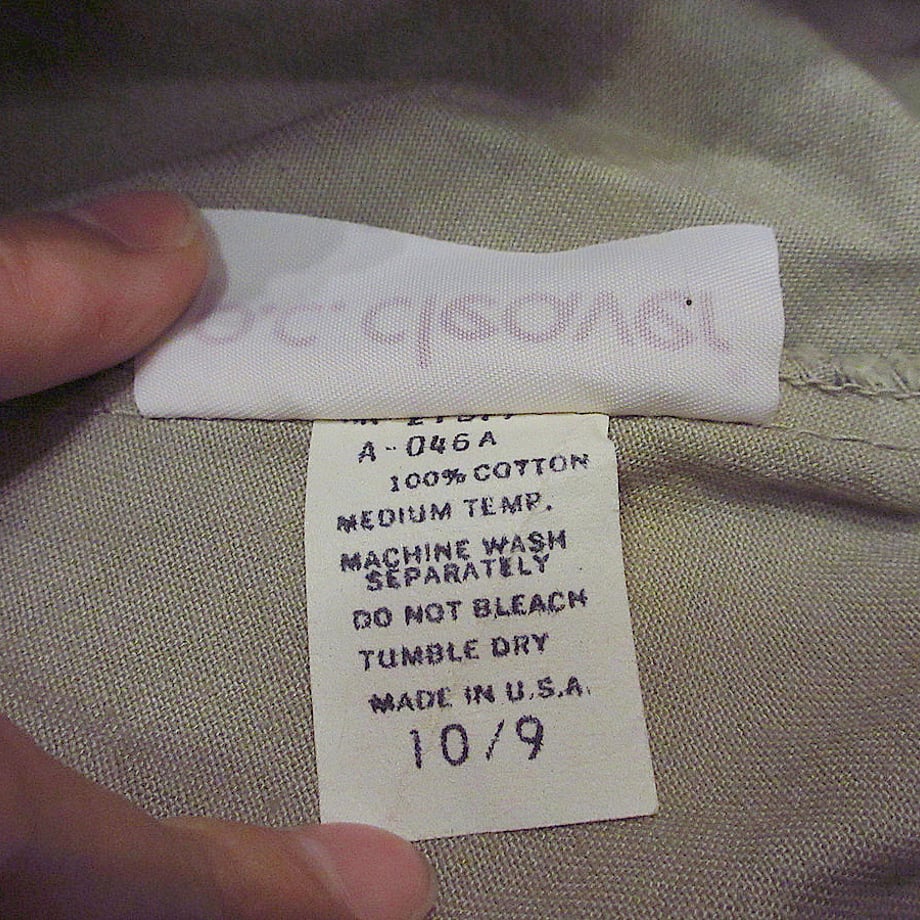 A-046A
100% COTTON
MEDIUM TEMP.
MACHINE WASH
SEPARATELY
DO NOT BLEACH
TUMBLE DRY
MADE IN U.S.A.
10/9